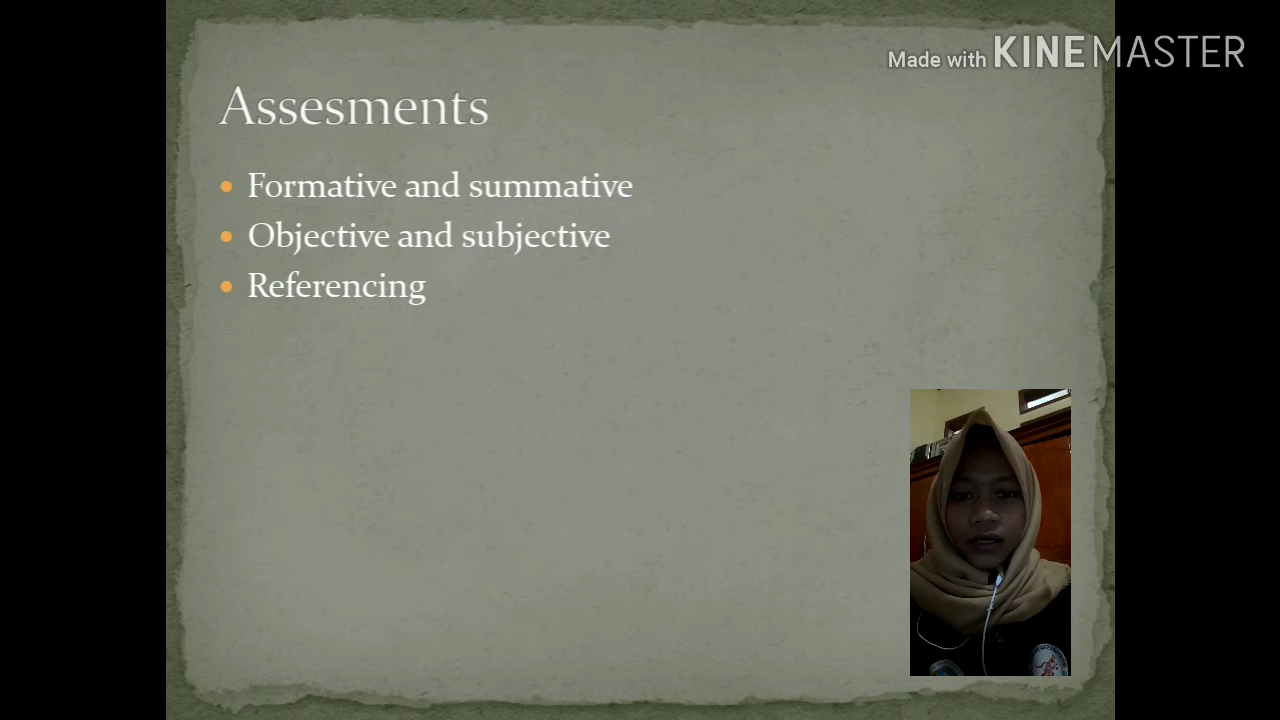 Made with KINEMASTER
Assesments
Formative and summative
Objective and subjective
Referencing